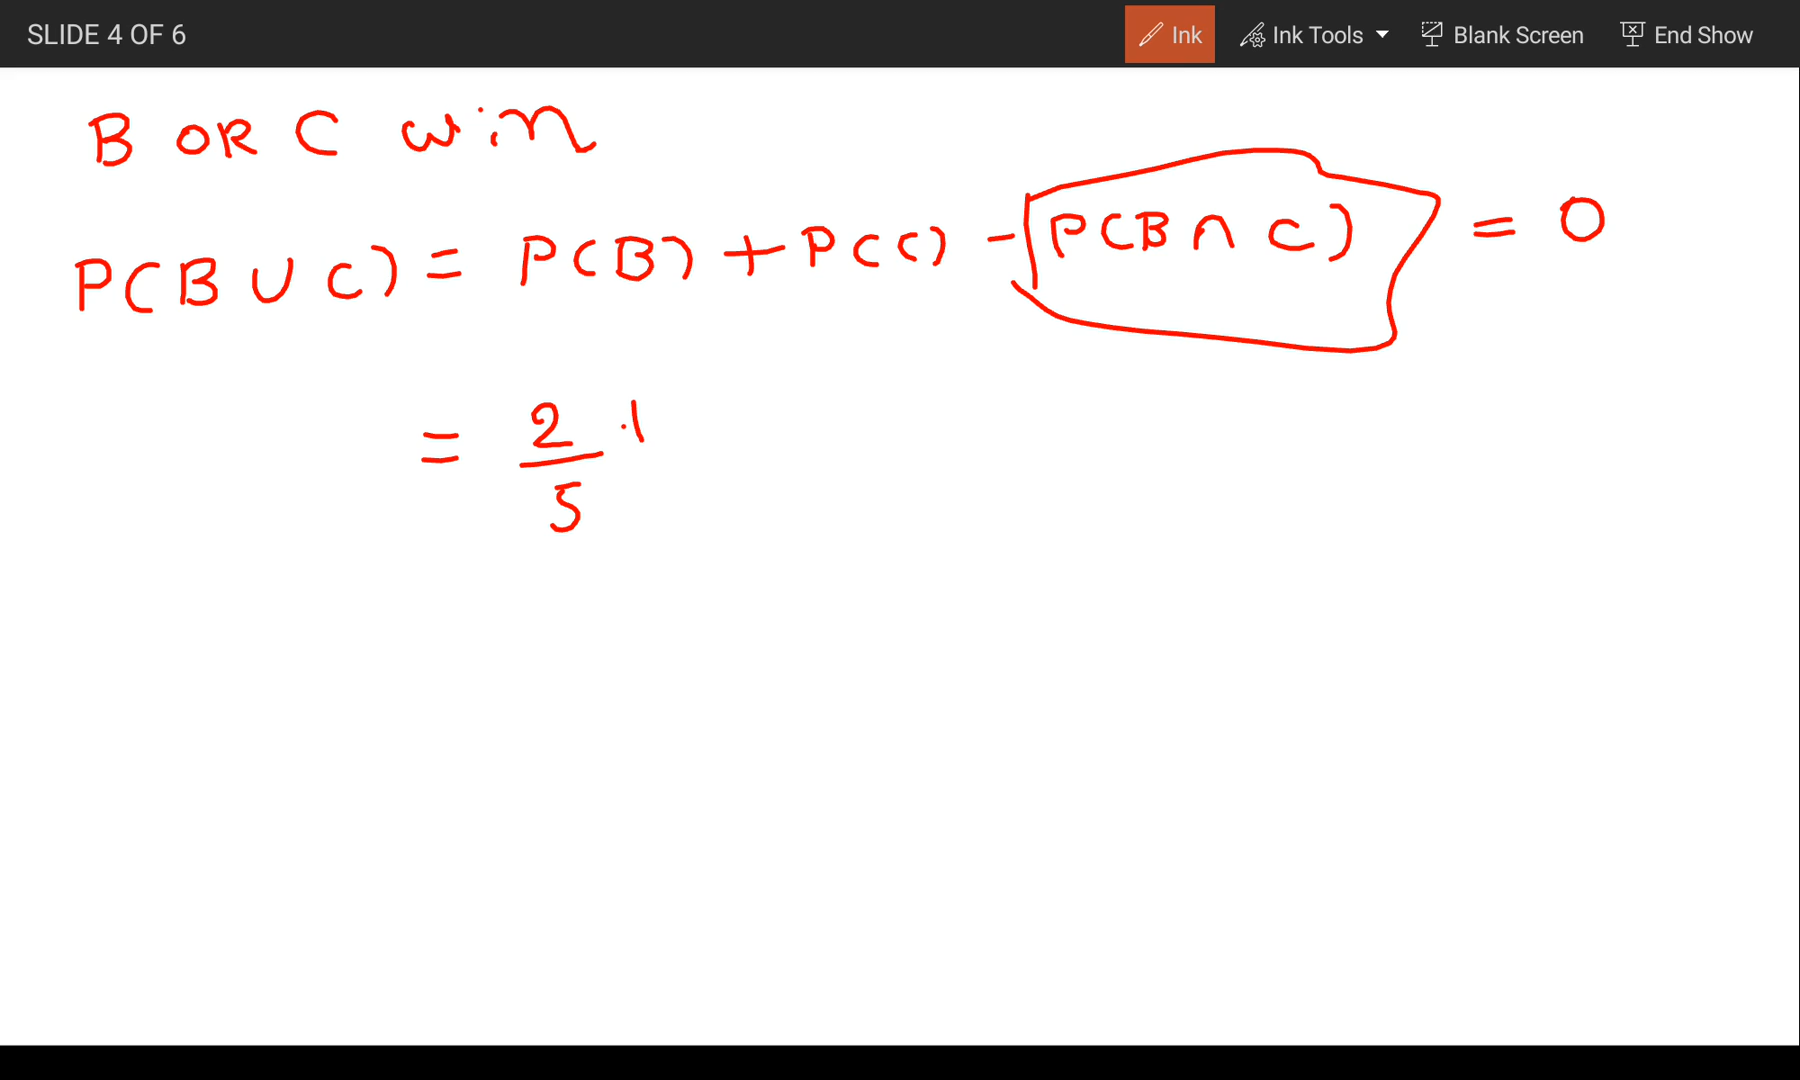 SLIDE 4 OF 6 Ink Ink Tools Blank Screen End Show
B OR C win
P(B ∪ C) = P(B) + P(C) - P(B ∩ C) = 0
= 2/5